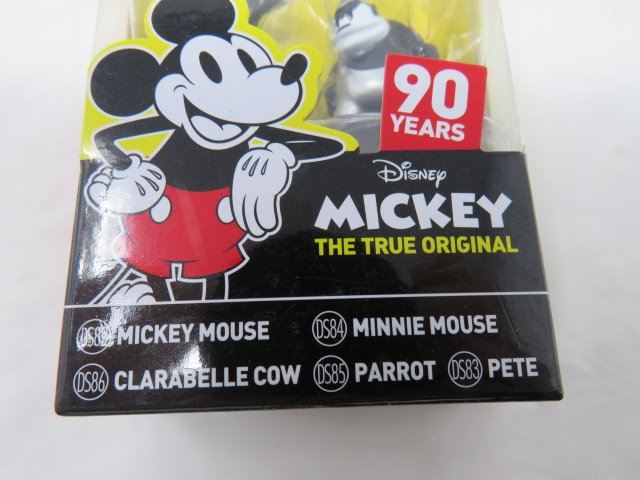 90
YEARS
Disney
MICKEY
THE TRUE ORIGINAL
MICKEY MOUSE DS84 MINNIE MOUSE
DS86 CLARABELLE COW DS85 PARROT DS83 PETE